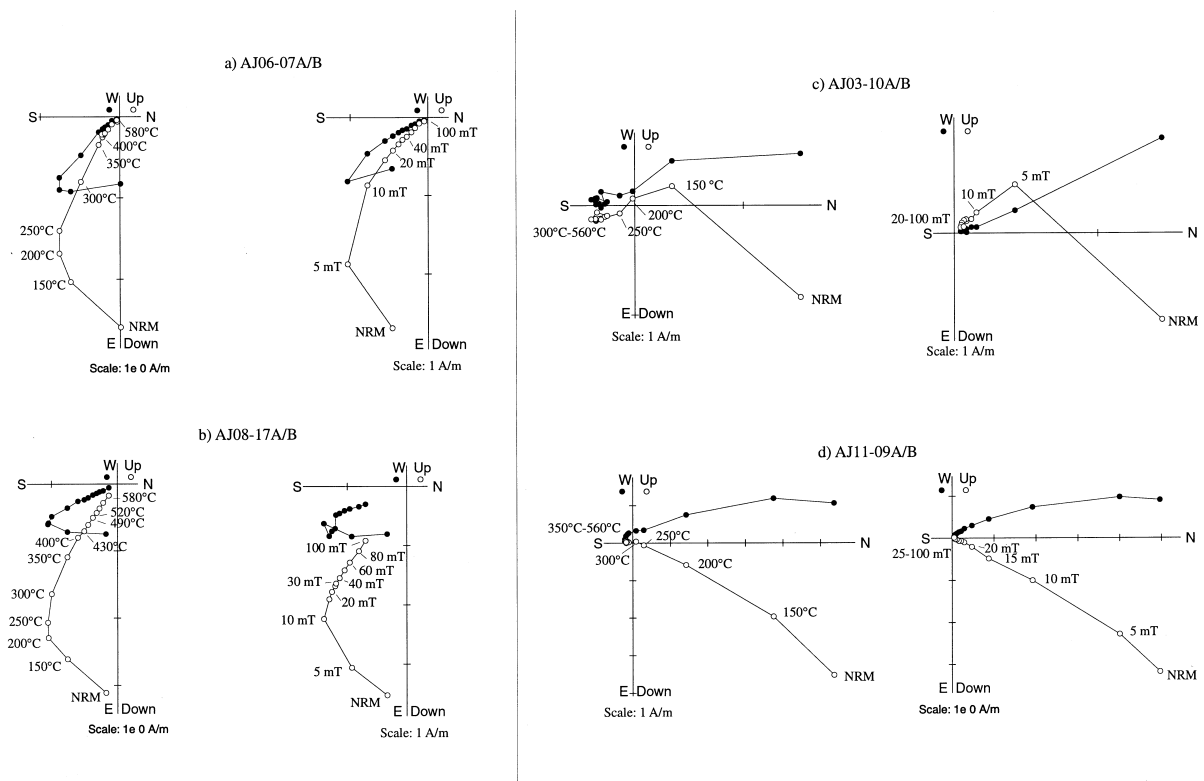 a) AJ06-07A/B
W Up
S N
580°C
400°C
350°C
300°C
250°C
200°C
150°C
NRM
E Down
Scale: 1e 0 A/m
W Up
S N
100 mT
40 mT
20 mT
10 mT
5 mT
NRM
E Down
Scale: 1 A/m
b) AJ08-17A/B
W Up
S N
580°C
520°C
490°C
400°C
430°C
350°C
300°C
250°C
200°C
150°C
NRM
E Down
Scale: 1e 0 A/m
W Up
S N
100 mT
80 mT
60 mT
30 mT
40 mT
20 mT
10 mT
5 mT
NRM
E Down
Scale: 1 A/m
c) AJ03-10A/B
W Up
150 °C
S N
200°C
300°C-560°C
250°C
NRM
E Down
Scale: 1 A/m
W Up
5 mT
10 mT
20-100 mT
S N
NRM
E Down
Scale: 1 A/m
d) AJ11-09A/B
W Up
350°C-560°C
250°C
S N
300°C
200°C
150°C
NRM
E Down
Scale: 1 A/m
W Up
S N
25-100 mT
20 mT
15 mT
10 mT
5 mT
NRM
E Down
Scale: 1e 0 A/m